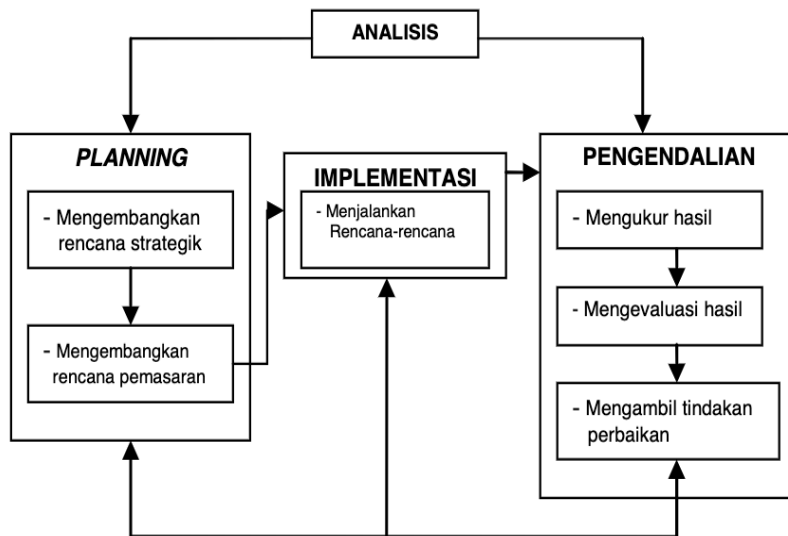 ANALISIS
PLANNING
- Mengembangkan
rencana strategik
- Mengembangkan
rencana pemasaran
IMPLEMENTASI
- Menjalankan
Rencana-rencana
PENGENDALIAN
- Mengukur hasil
- Mengevaluasi hasil
- Mengambil tindakan
perbaikan